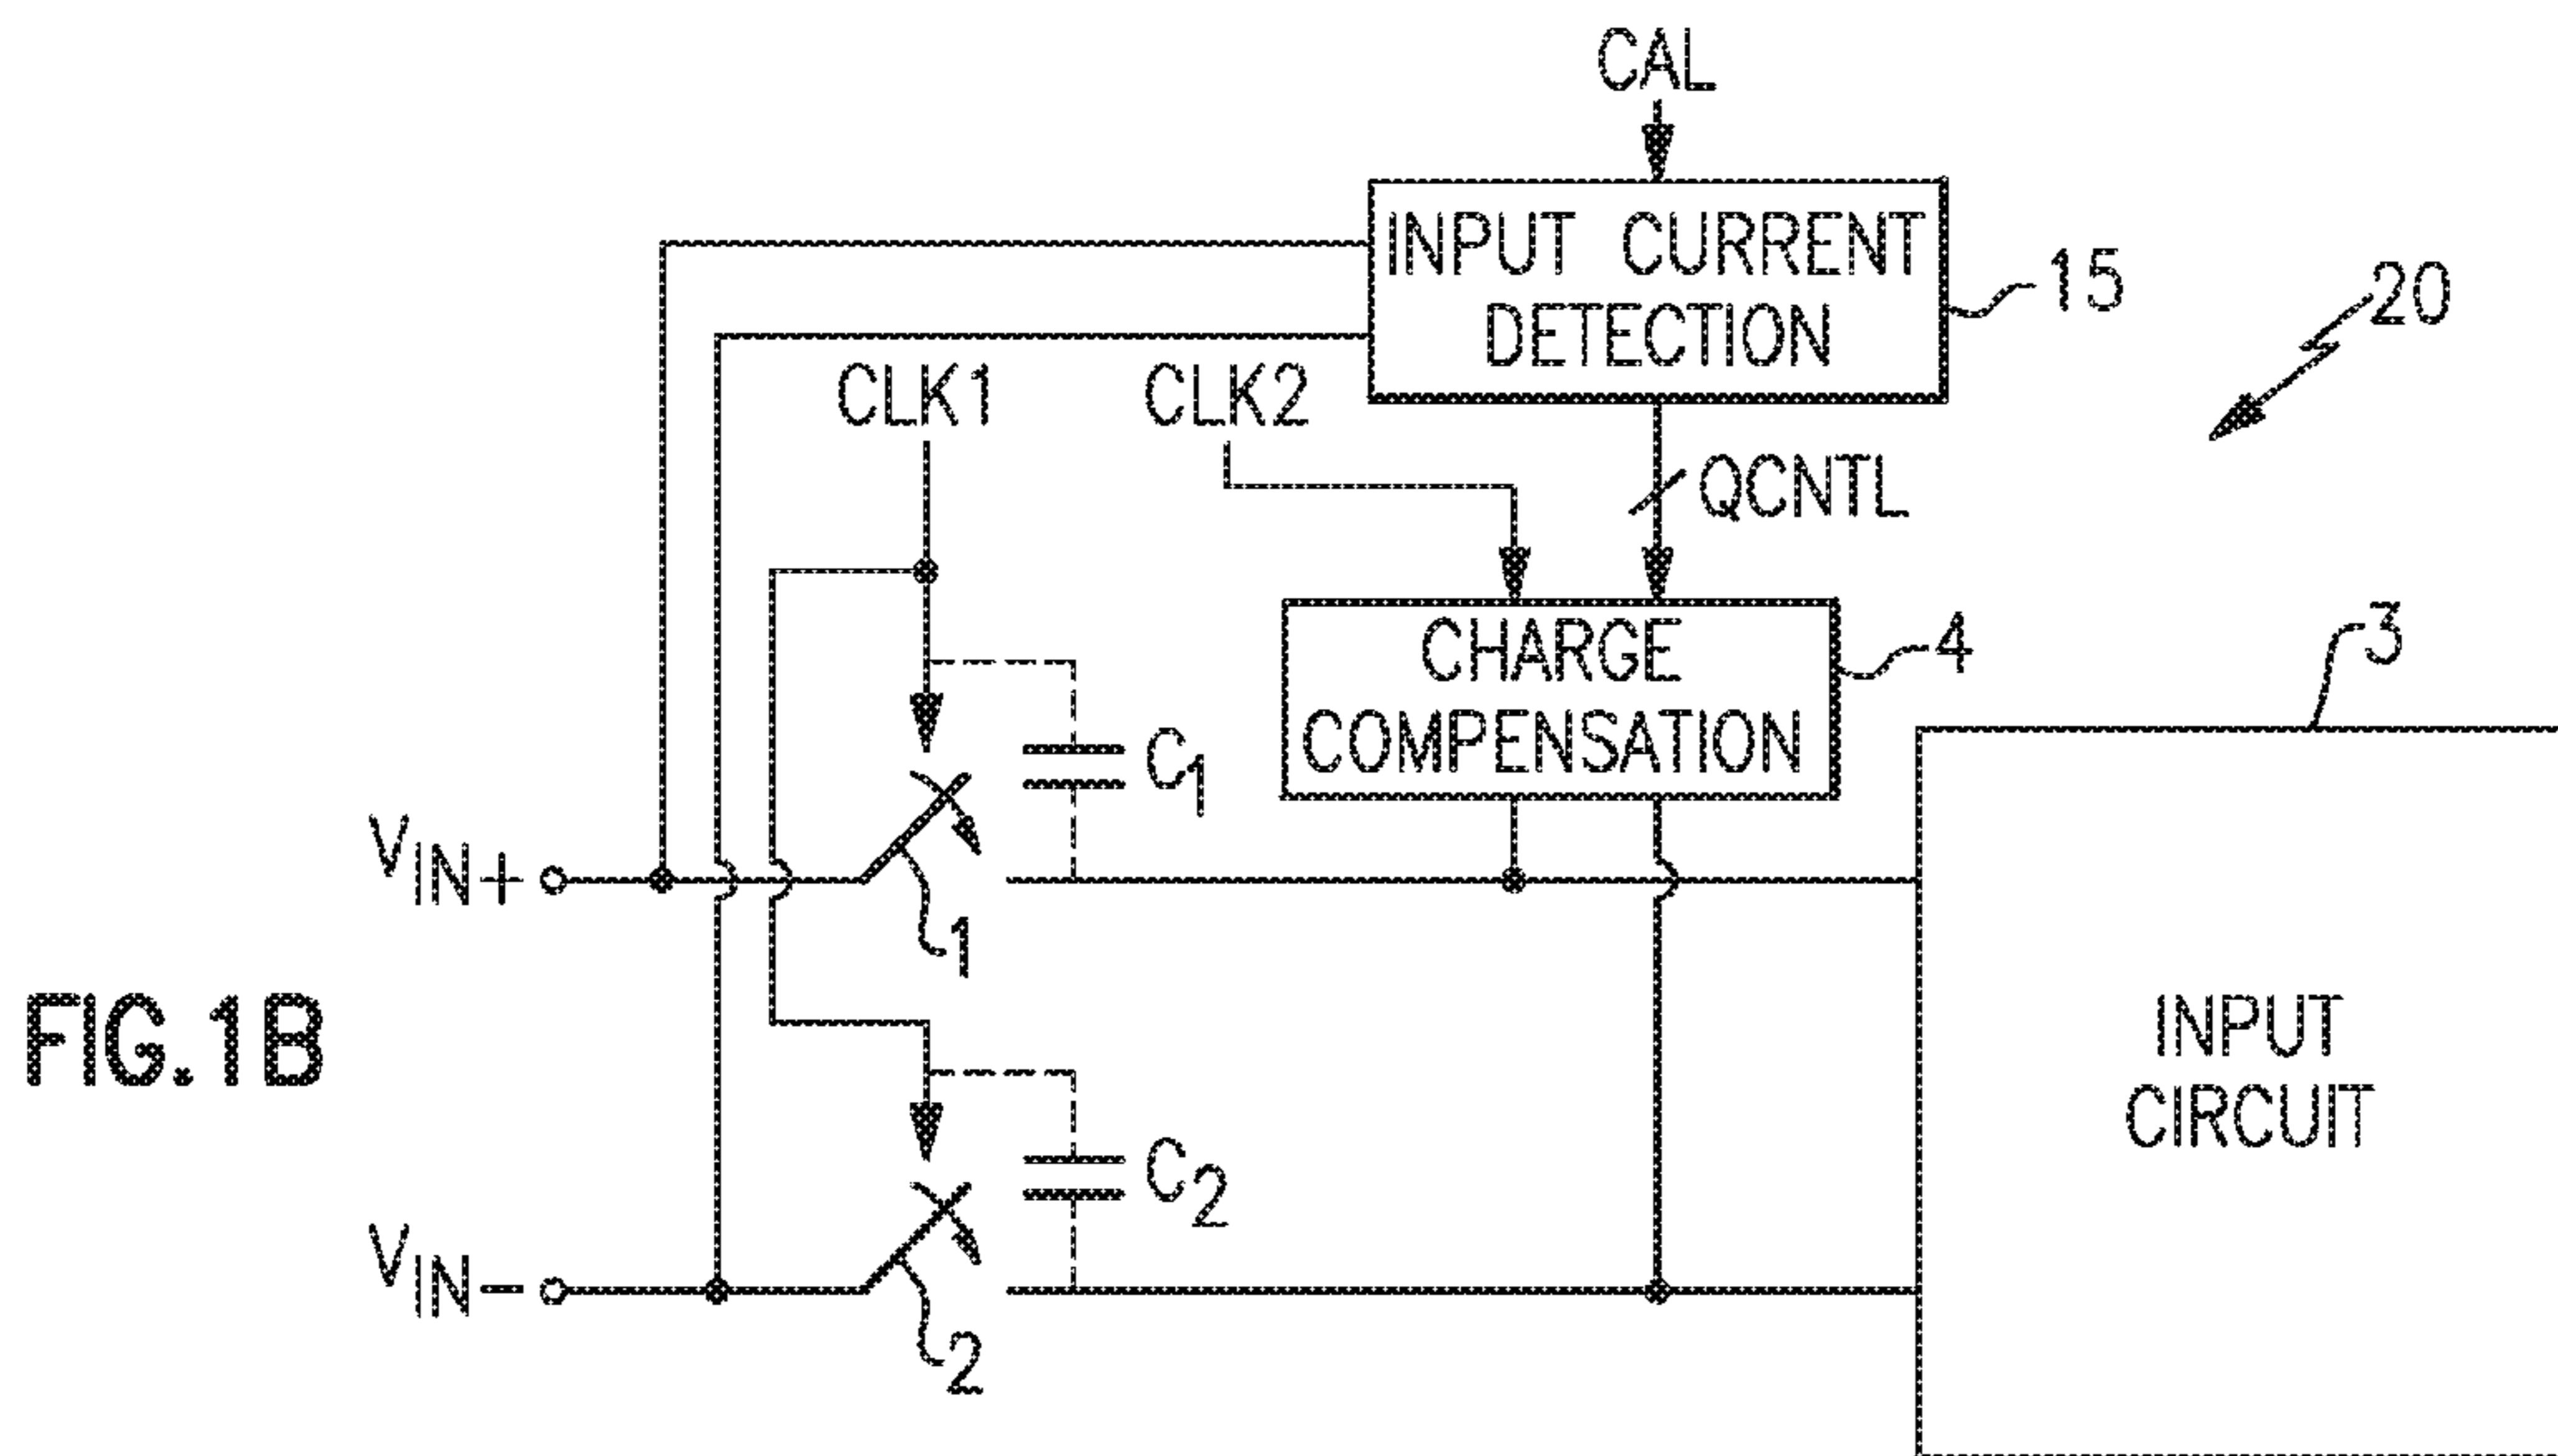 CAL
INPUT CURRENT
DETECTION
15
20
CLK1
CLK2
QCNTL
CHARGE
COMPENSATION
4
3
C1
VIN+
1
FIG.1B
INPUT
CIRCUIT
C2
VIN-
2